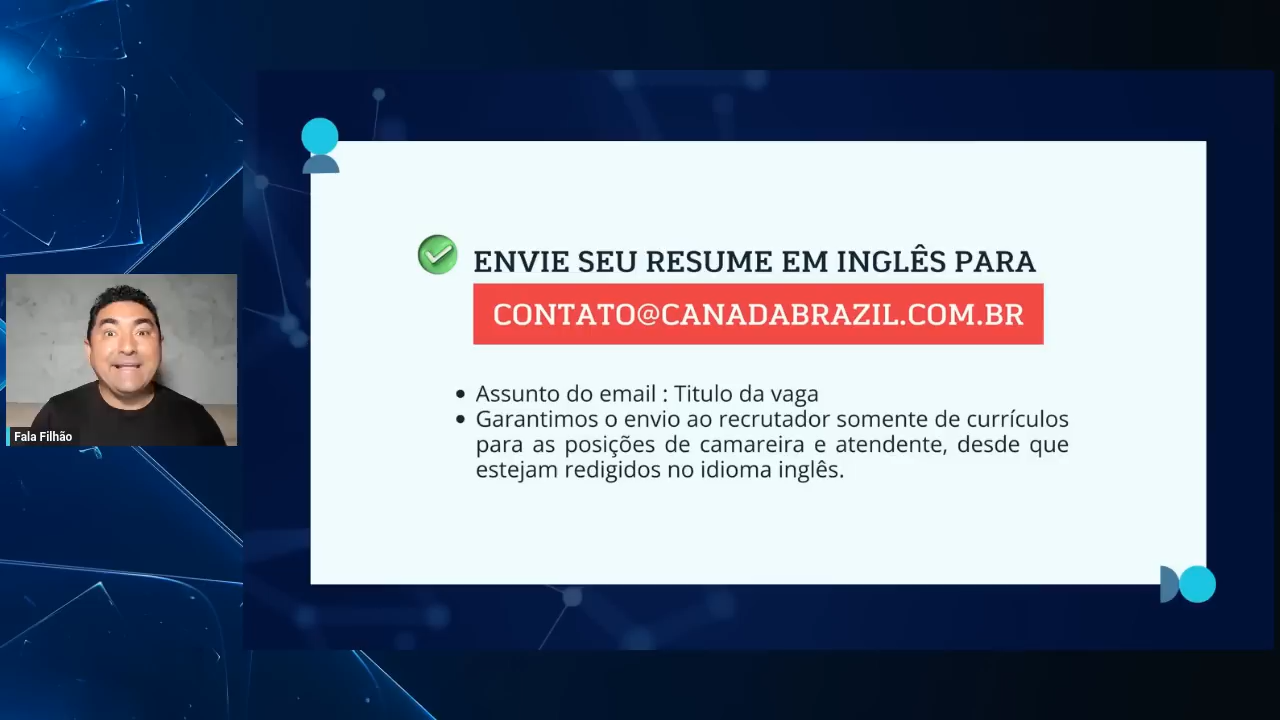 ENVIE SEU RESUME EM INGLÊS PARA
CONTATO@CANADABRAZIL.COM.BR
Fala Filhão
• Assunto do email : Titulo da vaga
• Garantimos o envio ao recrutador somente de currículos
para as posições de camareira e atendente, desde que
estejam redigidos no idioma inglês.